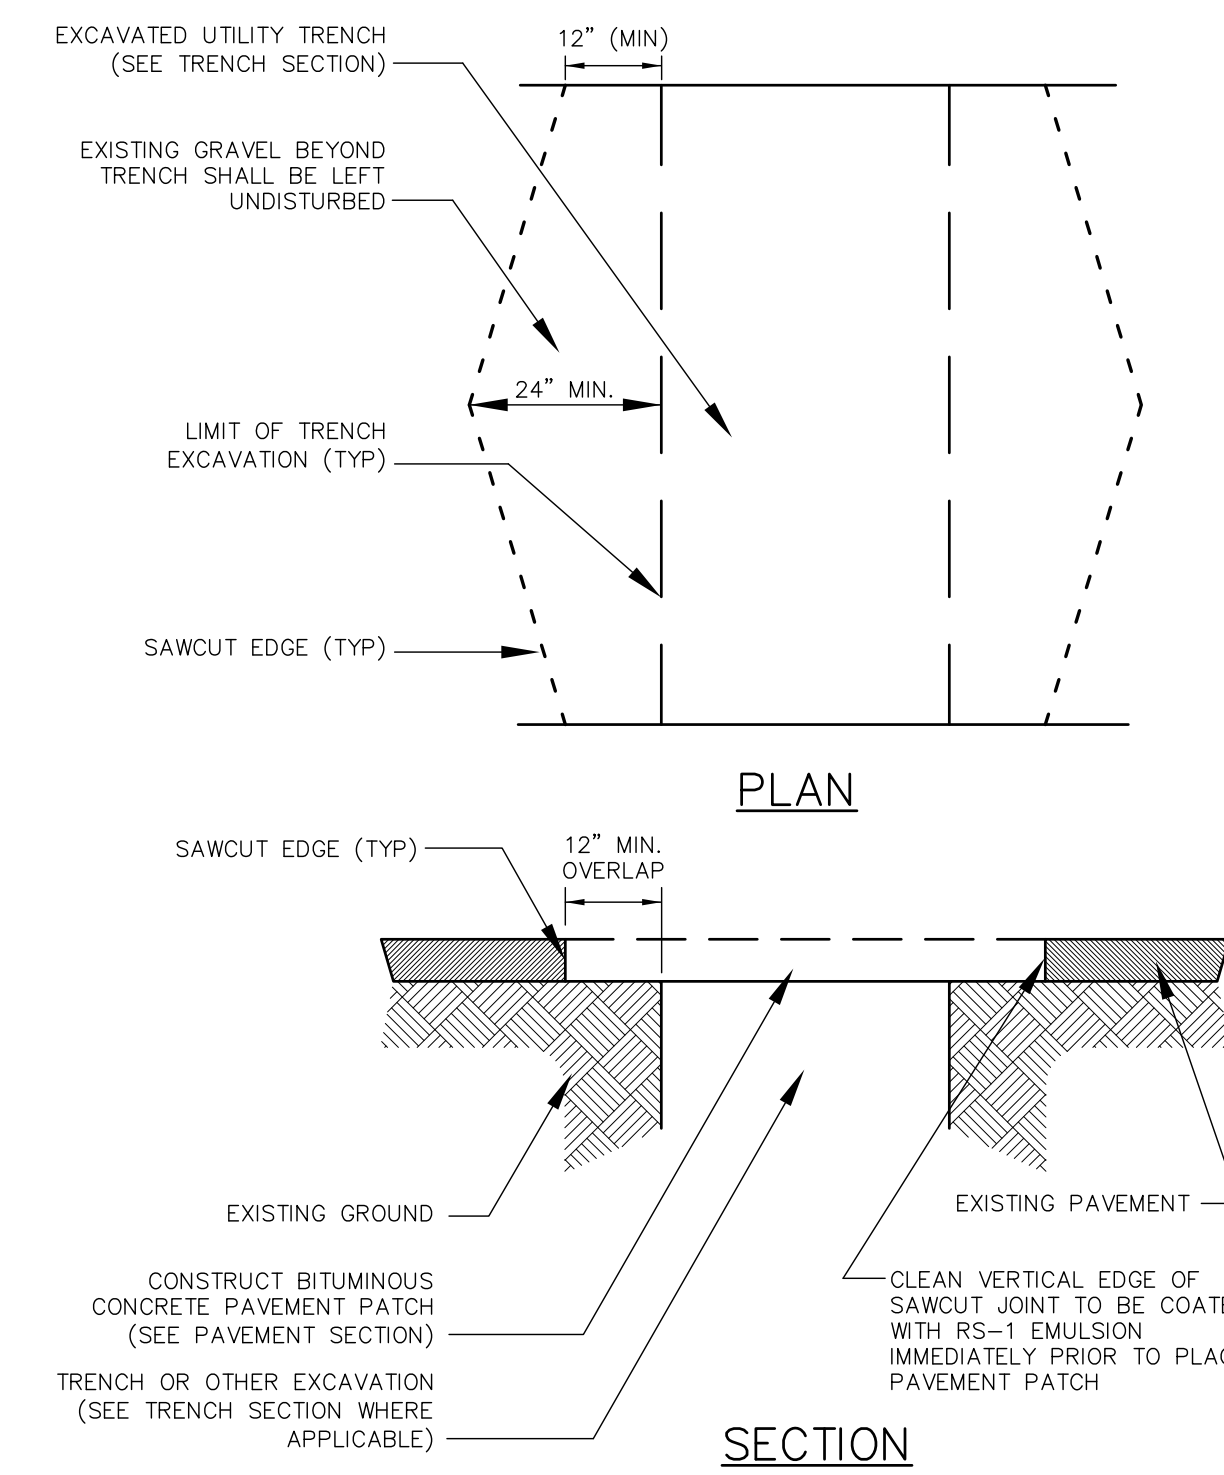 EXCAVATED UTILITY TRENCH
(SEE TRENCH SECTION)
12" (MIN)
EXISTING GRAVEL BEYOND
TRENCH SHALL BE LEFT
UNDISTURBED
24" MIN.
LIMIT OF TRENCH
EXCAVATION (TYP)
SAWCUT EDGE (TYP)
PLAN
SAWCUT EDGE (TYP)
12" MIN.
OVERLAP
EXISTING GROUND
EXISTING PAVEMENT
CONSTRUCT BITUMINOUS
CONCRETE PAVEMENT PATCH
(SEE PAVEMENT SECTION)
CLEAN VERTICAL EDGE OF
SAWCUT JOINT TO BE
WITH RS-1 EMULSION
IMMEDIATELY PRIOR TO
PAVEMENT PATCH
TRENCH OR OTHER EXCAVATION
(SEE TRENCH SECTION WHERE
APPLICABLE)
SECTION